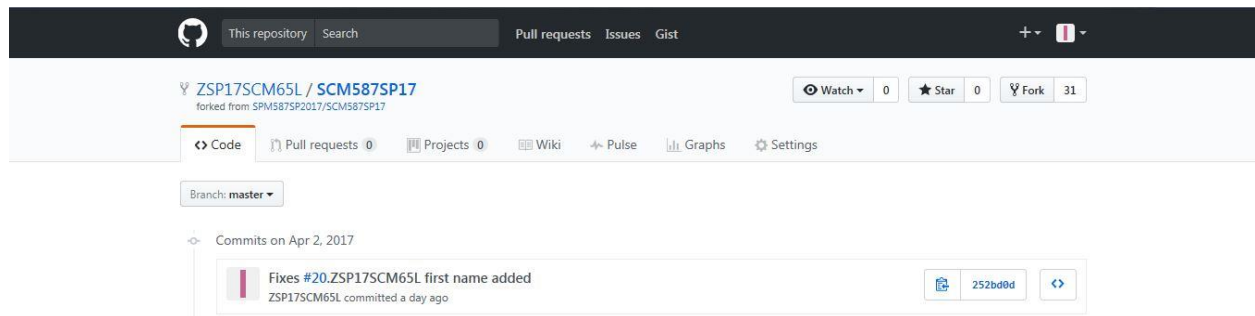 This repository Search Pull requests Issues Gist
ZSP17SCM65L / SCM587SP17 Watch 0 Star 0 Fork 31
forked from SPM587SP2017/SCM587SP17
Code Pull requests 0 Projects 0 Wiki Pulse Graphs Settings
Branch: master
Commits on Apr 2, 2017
Fixes #20.ZSP17SCM65L first name added
ZSP17SCM65L committed a day ago 252bd0d